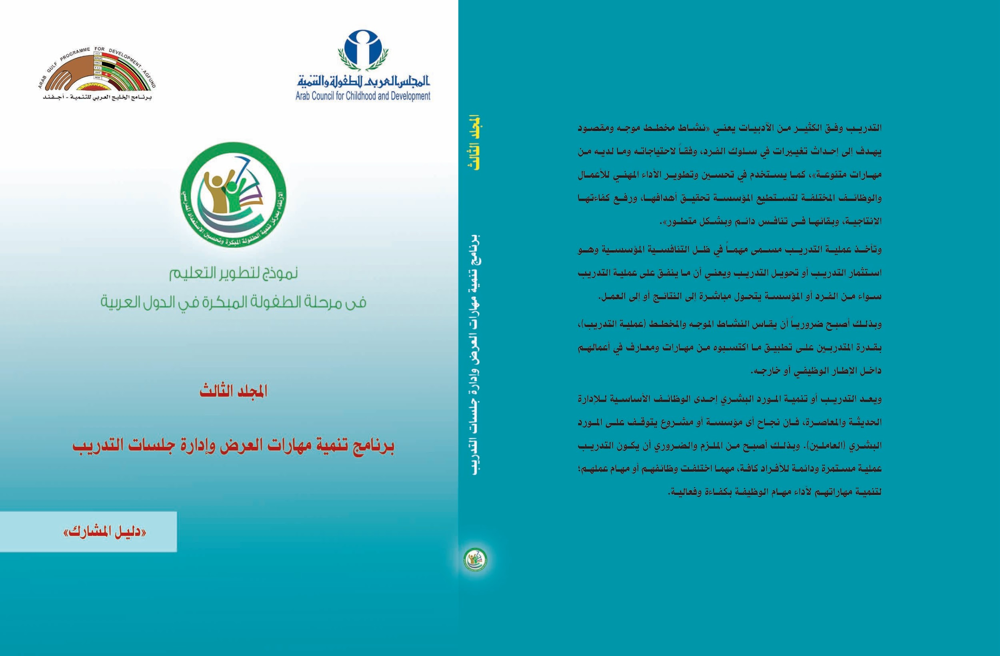 ARAB GULF PROGRAMME FOR DEVELOPMENT - AGFUND
برنامج الخليج العربي للتنمية - أجفند
المجلس العربى للطفولة والتنمية
Arab Council for Childhood and Development
الارتقاء بمركز تنمية الطفولة المبكرة وتحسين الاستعداد المدرسي
نموذج لتطوير التعليم
فى مرحلة الطفولة المبكرة في الدول العربية
المجلد الثالث
برنامج تنمية مهارات العرض وإدارة جلسات التدريب
«دليل المشارك»
المجلد الثالث
برنامج تنمية مهارات العرض وإدارة جلسات التدريب
التدريب وفق الكثير من الآدبيات يعني «نشاط مخطط موجه ومقصود
يهدف إلى إحداث تغييرات في سلوك الفرد، وفقاً لاحتياجاته وما لديه من
مهارات متنوعة»، كما يستخدم في تحسين وتطوير الأداء المهني للأعمال
والوظائف المختلفة لتستطيع المؤسسة تحقيق أهدافها، ورفع كفاءتها
الإنتاجية، وبقائها فى تنافس دائم وبشكل متطور».
وتأخذ عملية التدريب مسمى مهماً في ظل التنافسية المؤسسية وهو
استثمار التدريب أو تحويل التدريب ويعني أن ما ينفق على عملية التدريب
سواء من الفرد أو المؤسسة يتحول مباشرة إلى النتائج أو إلى العمل.
وبذلك أصبح ضرورياً أن يقاس النشاط الموجه والمخطط (عملية التدريب)،
بقدرة المتدربين على تطبيق ما اكتسبوه من مهارات ومعارف في أعمالهم
داخل الإطار الوظيفي أو خارجه.
ويعد التدريب أو تنمية المورد البشري إحدى الوظائف الأساسية للإدارة
الحديثة والمعاصرة، فإن نجاح أى مؤسسة أو مشروع يتوقف على المورد
البشري (العاملين). وبذلك أصبح من الملزم والضروري أن يكون التدريب
عملية مستمرة ودائمة للأفراد كافة، مهما اختلفت وظائفهم أو مهام عملهم؛
لتنمية مهاراتهم لأداء مهام الوظيفة بكفاءة وفعالية.